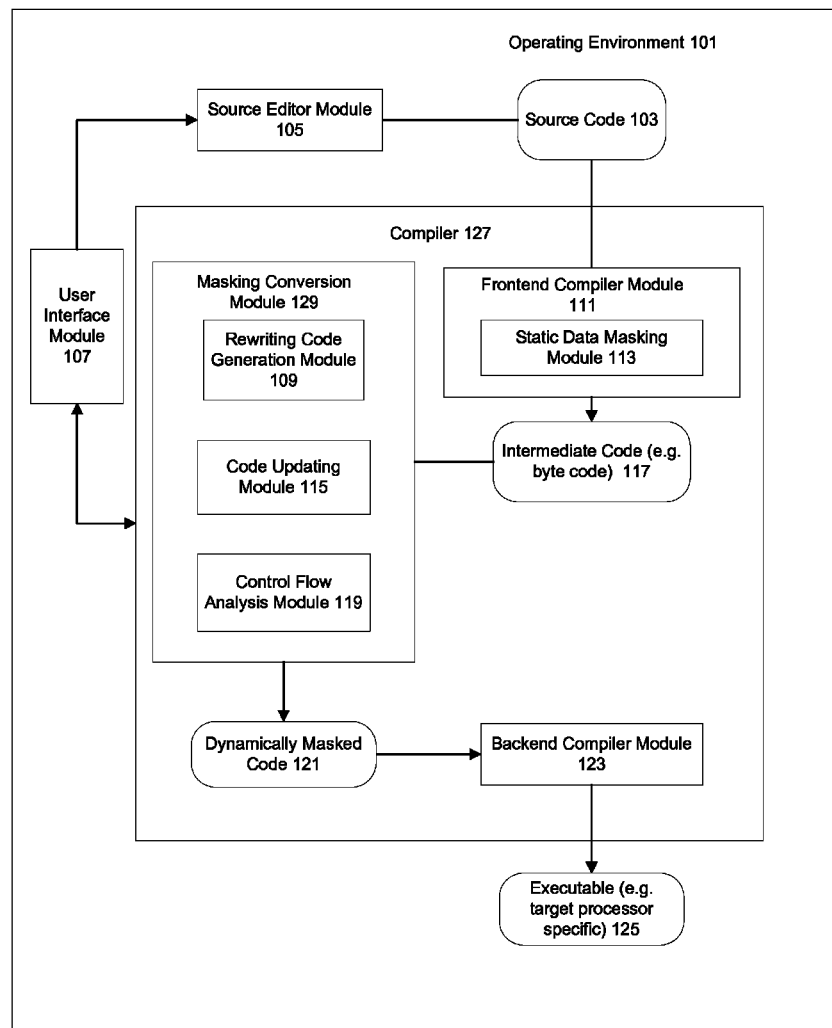 Operating Environment 101
Source Editor Module
105
Source Code 103
Compiler 127
User
Interface
Module
107
Masking Conversion
Module 129
Rewriting Code
Generation Module
109
Code Updating
Module 115
Control Flow
Analysis Module 119
Frontend Compiler Module
111
Static Data Masking
Module 113
Intermediate Code (e.g.
byte code) 117
Dynamically Masked
Code 121
Backend Compiler Module
123
Executable (e.g.
target processor
specific) 125